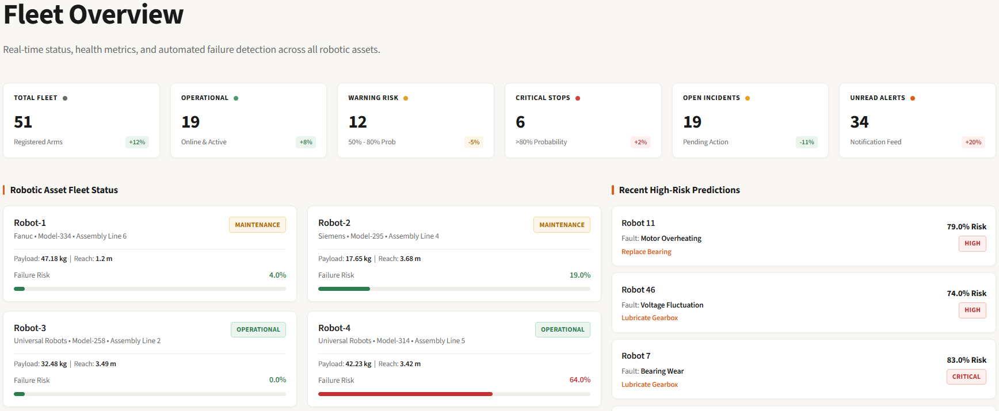 Fleet Overview
Real-time status, health metrics, and automated failure detection across all robotic assets.
TOTAL FLEET
51
Registered Arms
+12%
OPERATIONAL
19
Online & Active
+8%
WARNING RISK
12
50% - 80% Prob
-5%
CRITICAL STOPS
6
>80% Probability
+2%
OPEN INCIDENTS
19
Pending Action
-11%
UNREAD ALERTS
34
Notification Feed
+20%
Robotic Asset Fleet Status
Robot-1
MAINTENANCE
Fanuc • Model-334 • Assembly Line 6
Payload: 47.18 kg | Reach: 1.2 m
Failure Risk
4.0%
Robot-2
MAINTENANCE
Siemens • Model-295 • Assembly Line 4
Payload: 17.65 kg | Reach: 3.68 m
Failure Risk
19.0%
Robot-3
OPERATIONAL
Universal Robots • Model-258 • Assembly Line 2
Payload: 32.48 kg | Reach: 3.49 m
Failure Risk
0.0%
Robot-4
OPERATIONAL
Universal Robots • Model-314 • Assembly Line 5
Payload: 42.23 kg | Reach: 3.42 m
Failure Risk
64.0%
Recent High-Risk Predictions
Robot 11
79.0% Risk
Fault: Motor Overheating
HIGH
Replace Bearing
Robot 46
74.0% Risk
Fault: Voltage Fluctuation
HIGH
Lubricate Gearbox
Robot 7
83.0% Risk
Fault: Bearing Wear
CRITICAL
Lubricate Gearbox